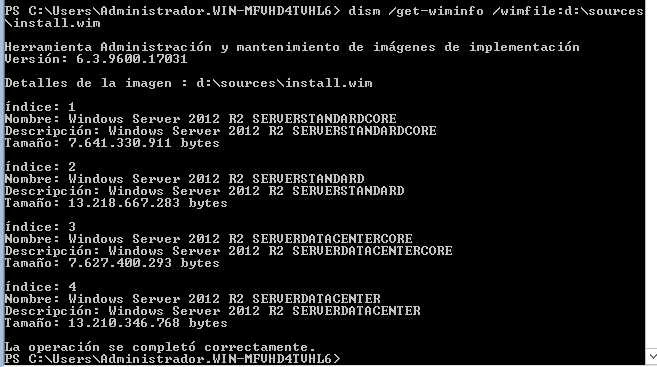 PS C:\Users\Administrador.WIN-MFVHD4TVHL6> dism /get-wiminfo /wimfile:d:\sources
\install.wim
Herramienta Administración y mantenimiento de imágenes de implementación
Versión: 6.3.9600.17031
Detalles de la imagen : d:\sources\install.wim
Índice: 1
Nombre: Windows Server 2012 R2 SERVERSTANDARDCORE
Descripción: Windows Server 2012 R2 SERVERSTANDARDCORE
Tamaño: 7.641.330.911 bytes
Índice: 2
Nombre: Windows Server 2012 R2 SERVERSTANDARD
Descripción: Windows Server 2012 R2 SERVERSTANDARD
Tamaño: 13.218.667.283 bytes
Índice: 3
Nombre: Windows Server 2012 R2 SERVERDATACENTERCORE
Descripción: Windows Server 2012 R2 SERVERDATACENTERCORE
Tamaño: 7.627.400.293 bytes
Índice: 4
Nombre: Windows Server 2012 R2 SERVERDATACENTER
Descripción: Windows Server 2012 R2 SERVERDATACENTER
Tamaño: 13.210.346.768 bytes
La operación se completó correctamente.
PS C:\Users\Administrador.WIN-MFVHD4TVHL6>